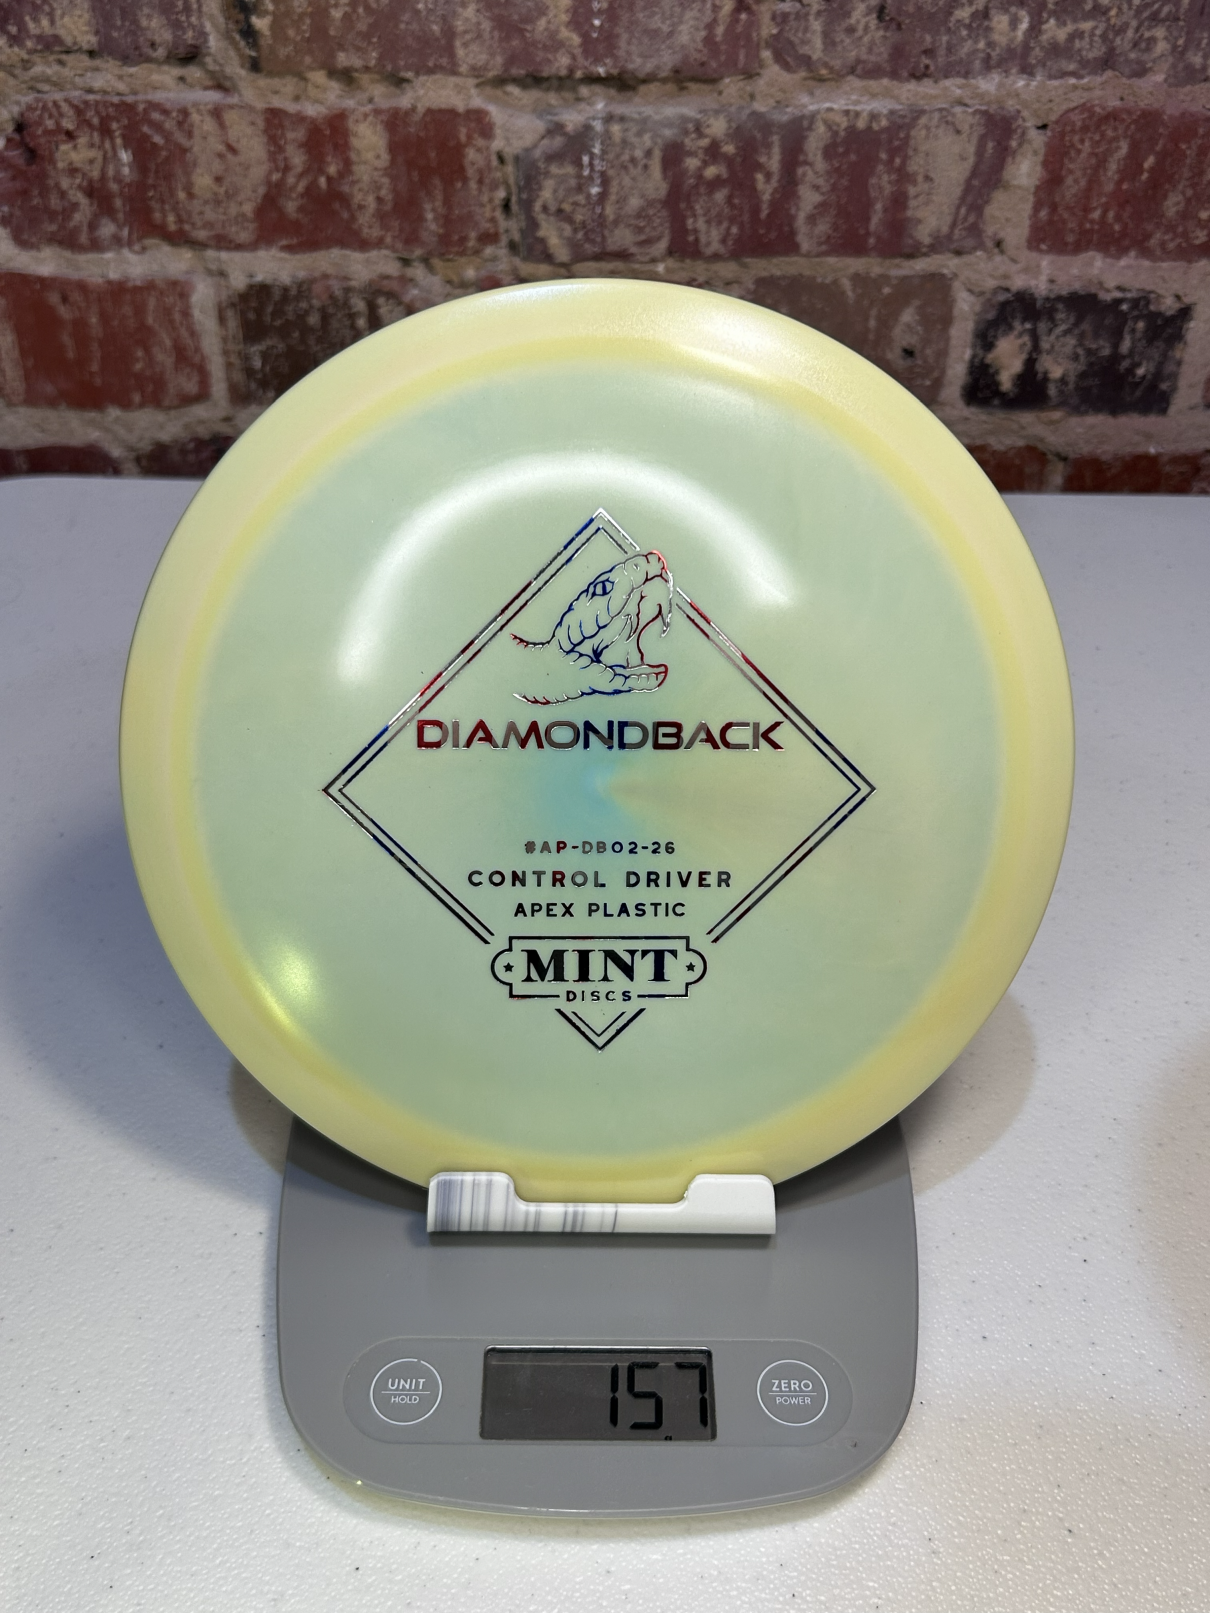 DIAMONDBACK
#AP-DB02-26
CONTROL DRIVER
APEX PLASTIC
MINT
DISCS
157
UNIT
HOLD
ZERO
POWER